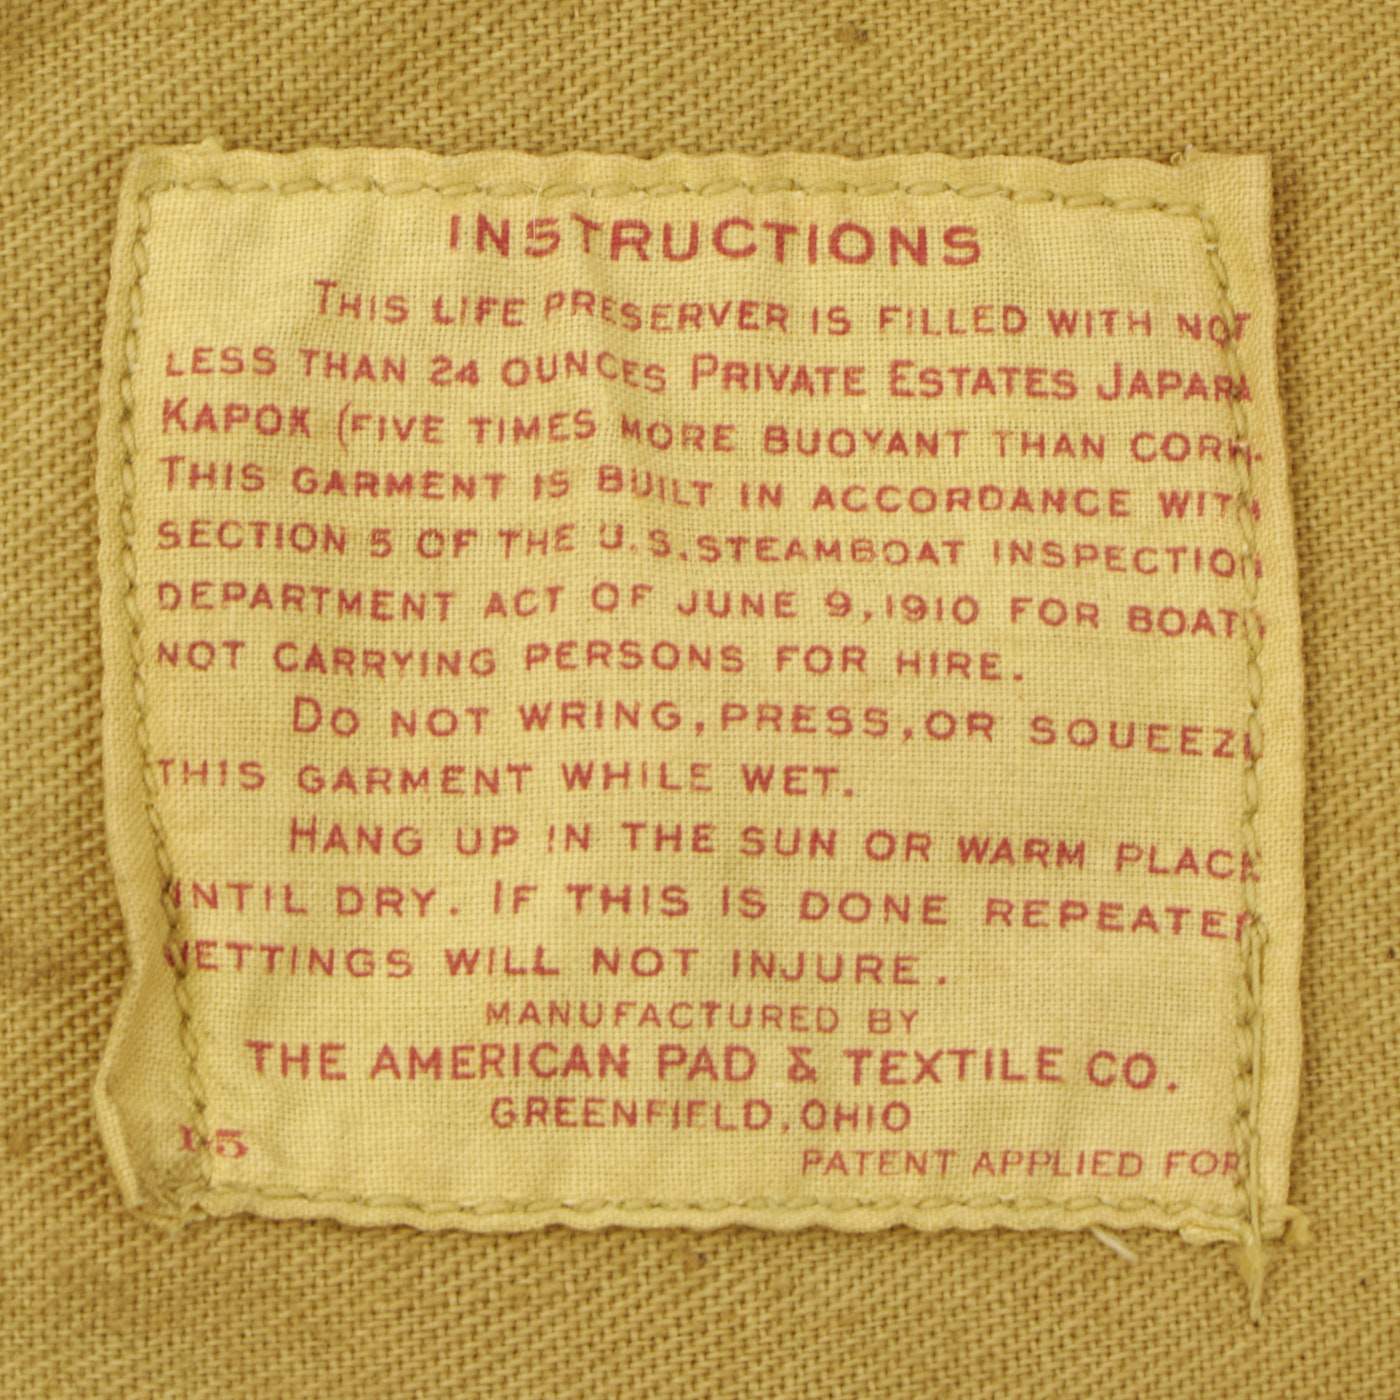 INSTRUCTIONS
THIS LIFE PRESERVER IS FILLED WITH NOT
LESS THAN 24 OUNCES PRIVATE ESTATES JAPARA
KAPOK (FIVE TIMES MORE BUOYANT THAN CORK.
THIS GARMENT IS BUILT IN ACCORDANCE WITH
SECTION 5 OF THE U.S. STEAMBOAT INSPECTION
DEPARTMENT ACT OF JUNE 9, 1910 FOR BOATS
NOT CARRYING PERSONS FOR HIRE.
DO NOT WRING, PRESS, OR SQUEEZE
THIS GARMENT WHILE WET.
HANG UP IN THE SUN OR WARM PLACE
UNTIL DRY. IF THIS IS DONE REPEATED
WETTINGS WILL NOT INJURE.
MANUFACTURED BY
THE AMERICAN PAD & TEXTILE CO.
GREENFIELD, OHIO
15
PATENT APPLIED FOR